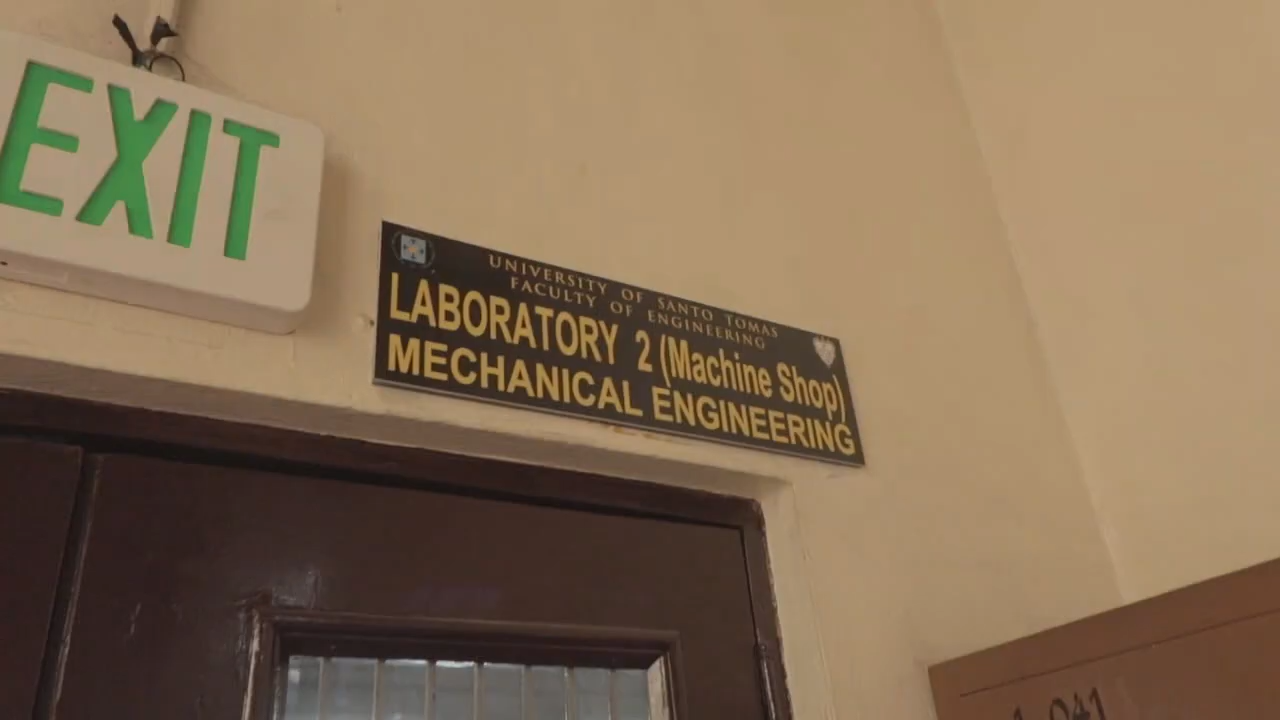 EXIT
UNIVERSITY OF SANTO TOMAS
FACULTY OF ENGINEERING
LABORATORY 2 (Machine Shop)
MECHANICAL ENGINEERING